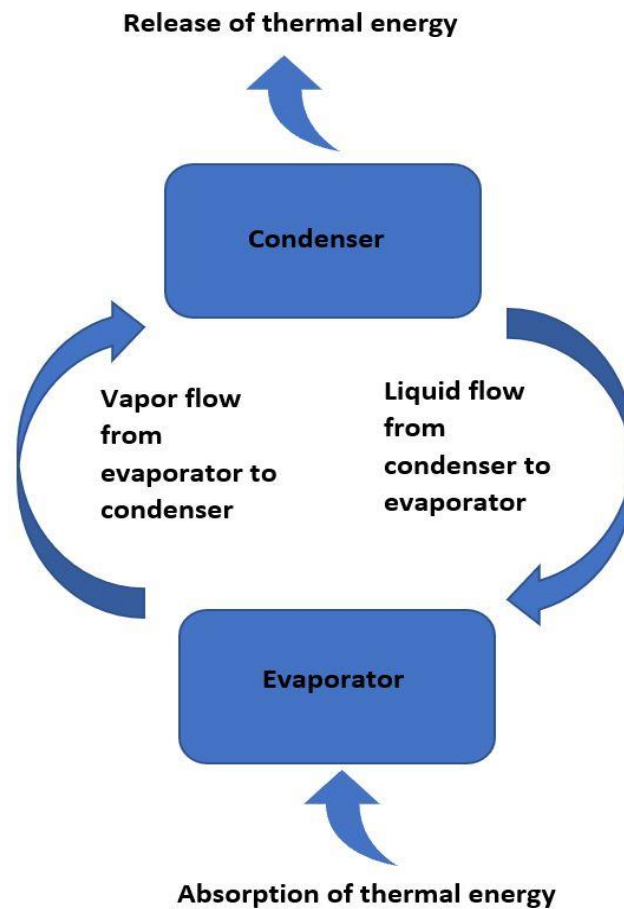 Release of thermal energy
Condenser
Vapor flow
from
evaporator to
condenser
Liquid flow
from
condenser to
evaporator
Evaporator
Absorption of thermal energy